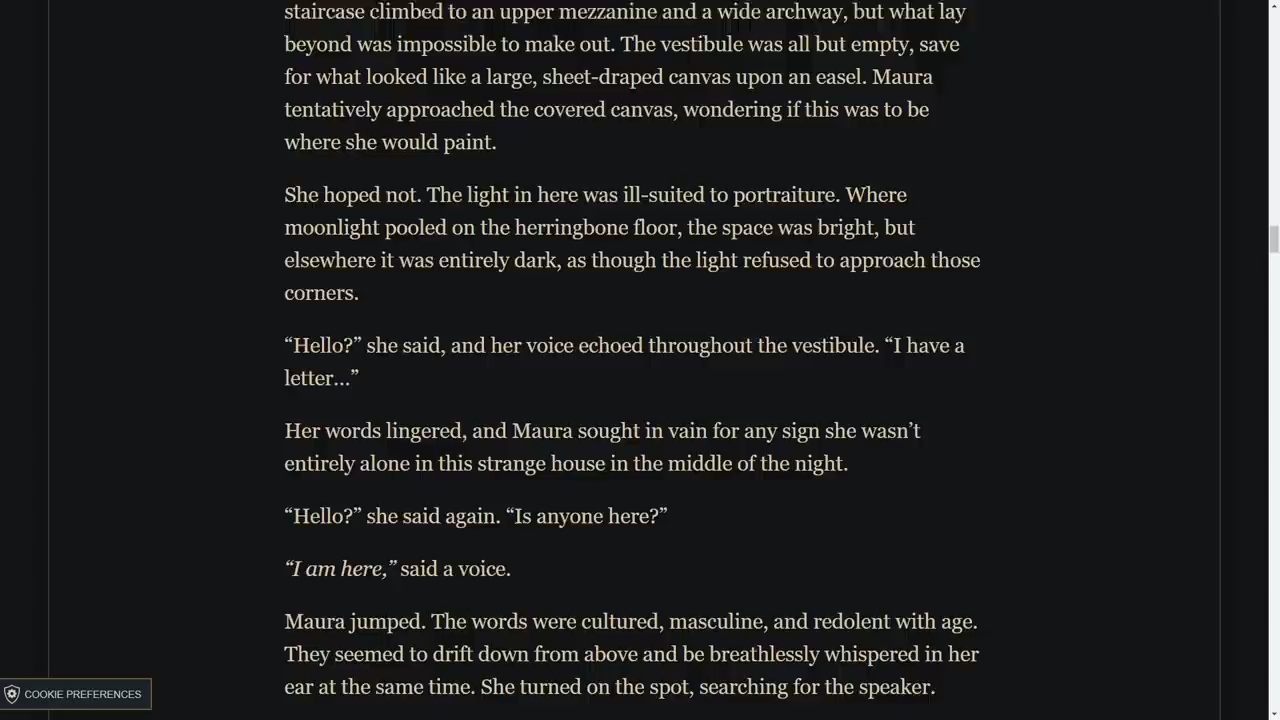 staircase climbed to an upper mezzanine and a wide archway, but what lay
beyond was impossible to make out. The vestibule was all but empty, save
for what looked like a large, sheet-draped canvas upon an easel. Maura
tentatively approached the covered canvas, wondering if this was to be
where she would paint.
She hoped not. The light in here was ill-suited to portraiture. Where
moonlight pooled on the herringbone floor, the space was bright, but
elsewhere it was entirely dark, as though the light refused to approach those
corners.
“Hello?” she said, and her voice echoed throughout the vestibule. “I have a
letter…”
Her words lingered, and Maura sought in vain for any sign she wasn’t
entirely alone in this strange house in the middle of the night.
“Hello?” she said again. “Is anyone here?”
“I am here,” said a voice.
Maura jumped. The words were cultured, masculine, and redolent with age.
They seemed to drift down from above and be breathlessly whispered in her
ear at the same time. She turned on the spot, searching for the speaker.
COOKIE PREFERENCES